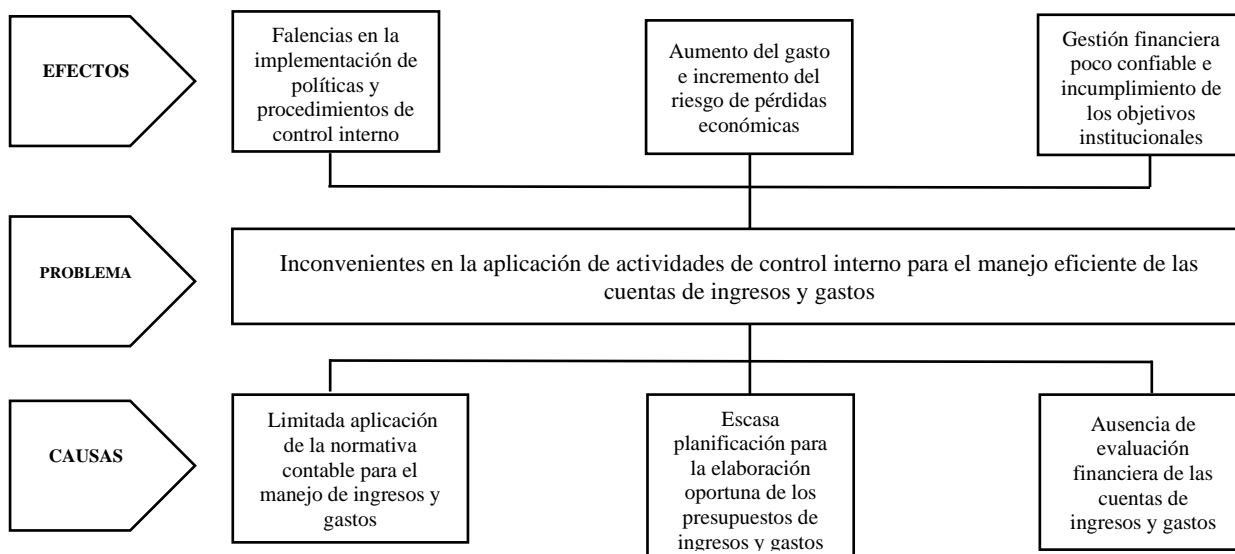 EFECTOS
Falencias en la
implementación de
políticas y
procedimientos de
control interno
Aumento del gasto
e incremento del
riesgo de pérdidas
económicas
Gestión financiera
poco confiable e
incumplimiento de
los objetivos
institucionales
PROBLEMA
Inconvenientes en la aplicación de actividades de control interno para el manejo eficiente de las
cuentas de ingresos y gastos
CAUSAS
Limitada aplicación
de la normativa
contable para el
manejo de ingresos y
gastos
Escasa
planificación para
la elaboración
oportuna de los
presupuestos de
ingresos y gastos
Ausencia de
evaluación
financiera de las
cuentas de
ingresos y gastos